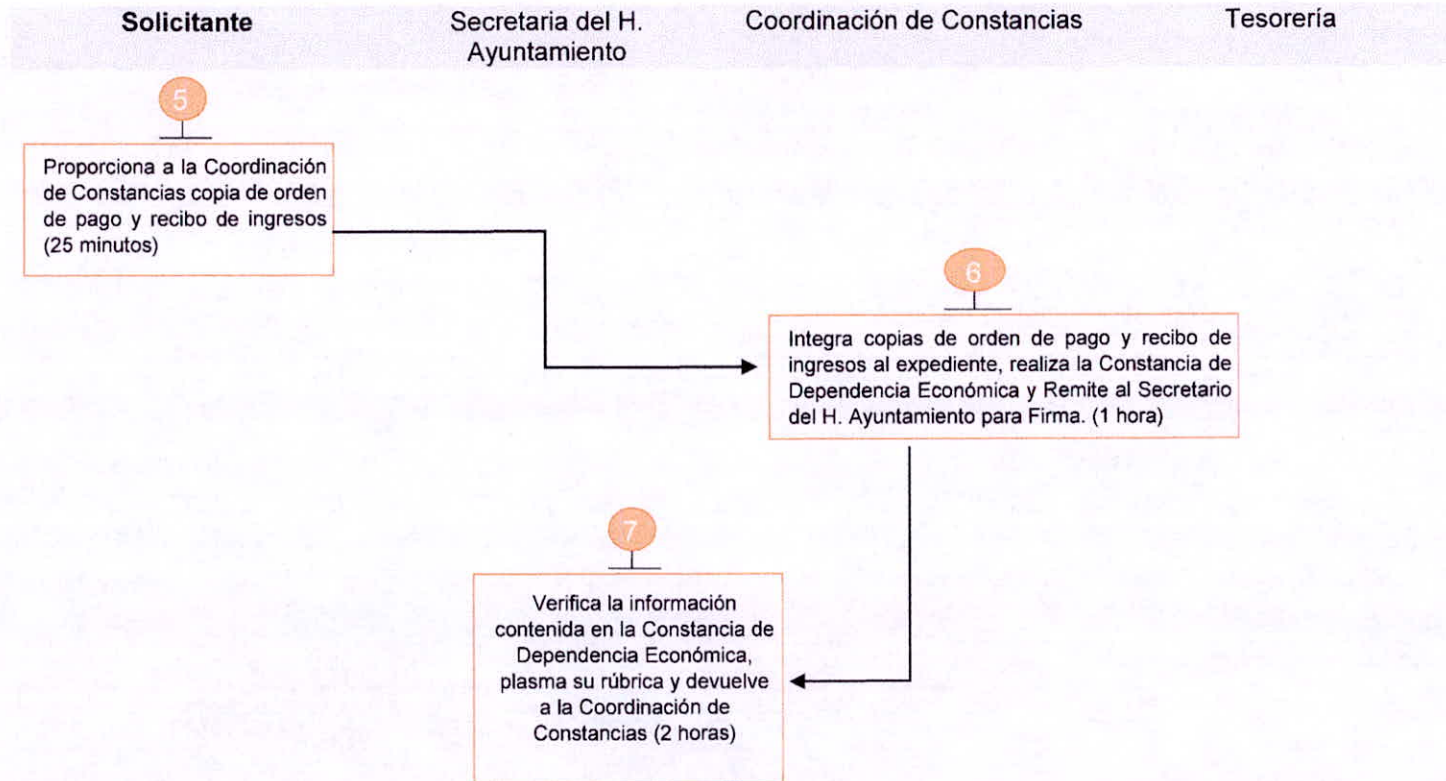 Solicitante
Secretaria del H.
Ayuntamiento
Coordinación de Constancias
Tesorería
5
Proporciona a la Coordinación
de Constancias copia de orden
de pago y recibo de ingresos
(25 minutos)
6
Integra copias de orden de pago y recibo de
ingresos al expediente, realiza la Constancia de
Dependencia Económica y Remite al Secretario
del H. Ayuntamiento para Firma. (1 hora)
7
Verifica la información
contenida en la Constancia de
Dependencia Económica,
plasma su rúbrica y devuelve
a la Coordinación de
Constancias (2 horas)